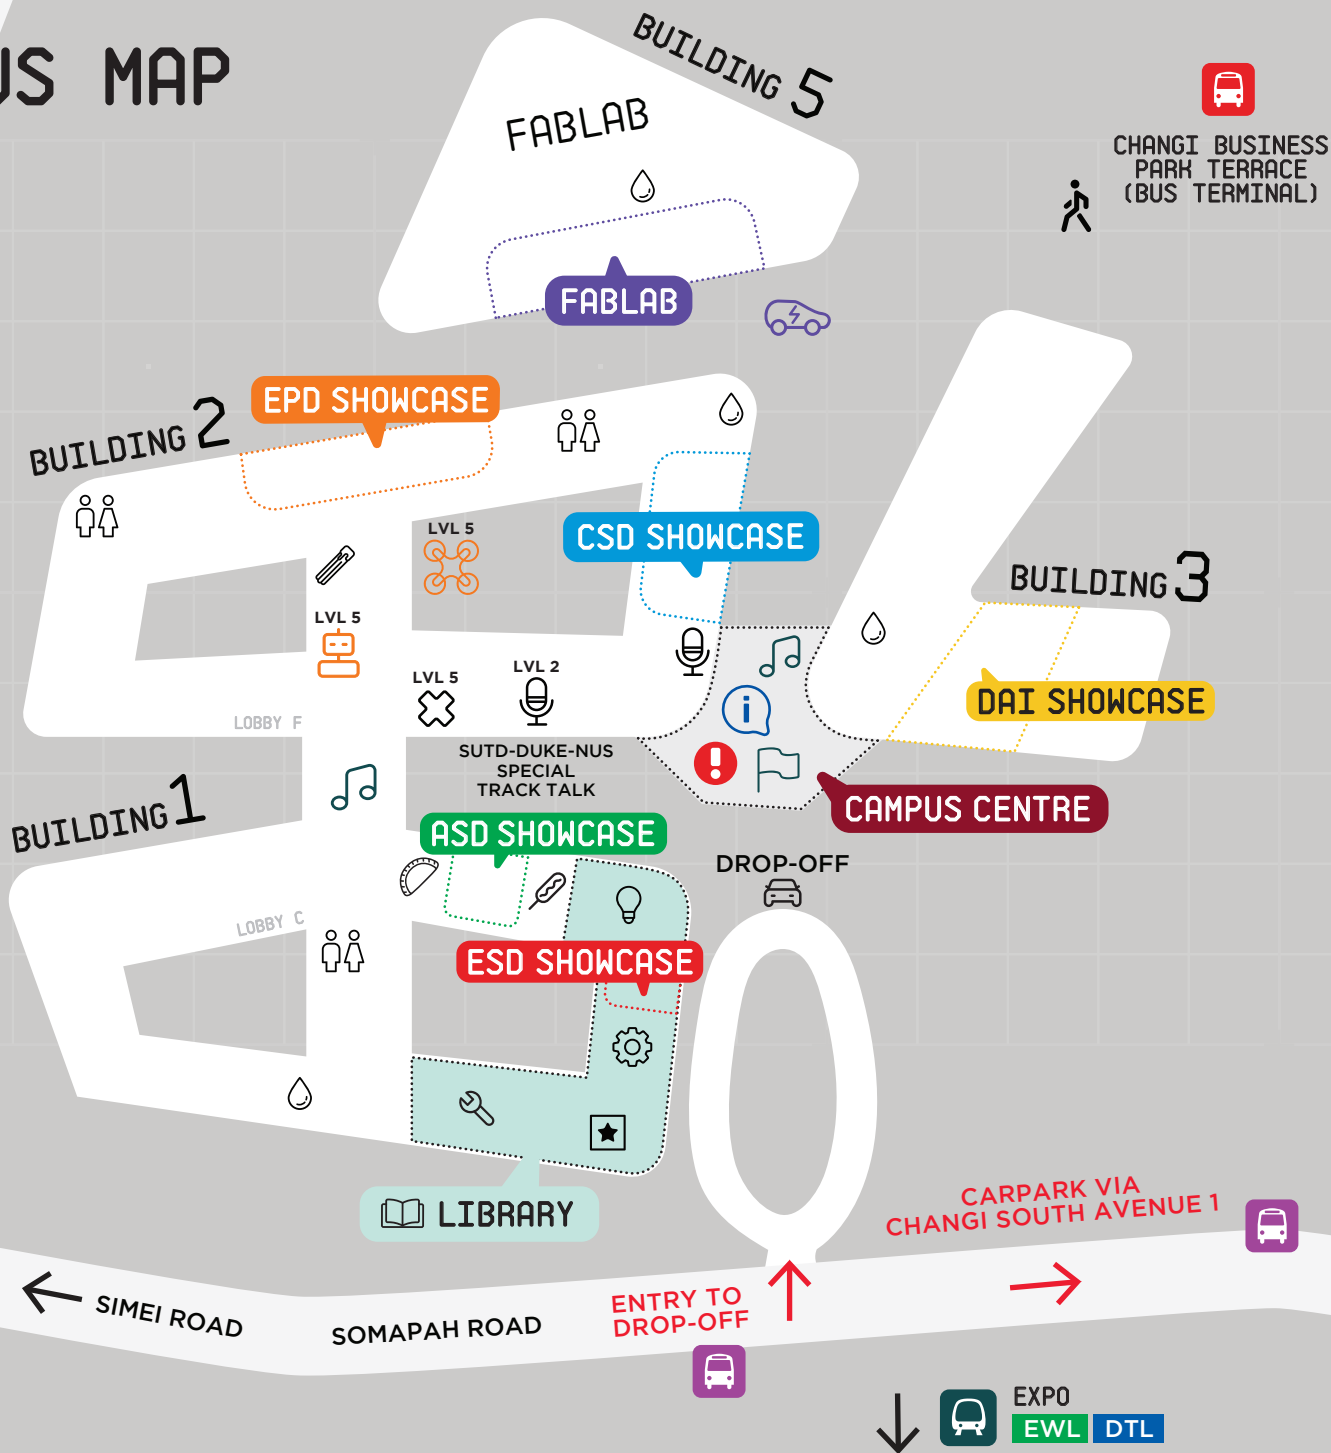 MAP
BUILDING 5
FABLAB
CHANGI BUSINESS
PARK TERRACE
(BUS TERMINAL)
FABLAB
EPD SHOWCASE
BUILDING 2
LVL 5
CSD SHOWCASE
BUILDING 3
LVL 5
LVL 5
LVL 2
DAI SHOWCASE
LOBBY F
SUTD-DUKE-NUS
SPECIAL
TRACK TALK
BUILDING 1
CAMPUS CENTRE
ASD SHOWCASE
DROP-OFF
LOBBY C
ESD SHOWCASE
LIBRARY
CARPARK VIA
CHANGI SOUTH AVENUE 1
SIMEI ROAD
SOMAPAH ROAD
ENTRY TO
DROP-OFF
EXPO
EWL DTL